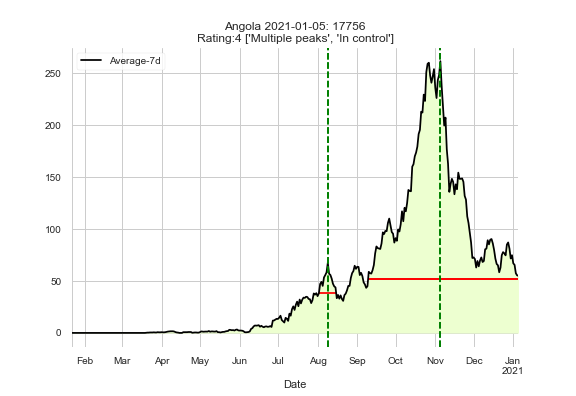 Angola 2021-01-05: 17756
Rating:4 ['Multiple peaks', 'In control']
Average-7d
250
200
150
100
50
0
Feb Mar Apr May Jun Jul Aug Sep Oct Nov Dec Jan
2021
Date